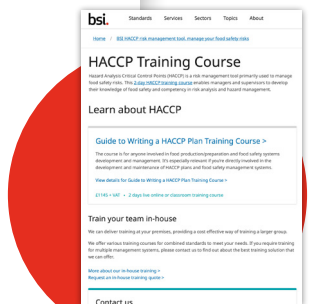 bsi.
Standards Services Sectors Topics About
Home / BSI HACCP risk management tool, manage your food safety risks
HACCP Training Course
Hazard Analysis Critical Control Points (HACCP) is a risk management tool primarily used to manage
food safety risks. This 2-day HACCP training course enables managers and supervisors to develop
their knowledge of food safety and competency in risk analysis and hazard management.
Learn about HACCP
Guide to Writing a HACCP Plan Training Course >
The course is for anyone involved in food production/preparation and food safety systems
development and management. It's especially relevant if you're directly involved in the
development and maintenance of HACCP plans and food safety management systems.
View details for Guide to Writing a HACCP Plan Training Course >
£1195 + VAT • 2 days live online or classroom training course
Train your team in-house
We can deliver training at your premises, providing a cost effective way of training a larger group.
We offer various training courses for combined standards to meet your needs. If you require training
for multiple management systems, please contact us to find out about the best training solution that
we can offer.
More about our in-house training >
Request an in-house training quote >
Contact us